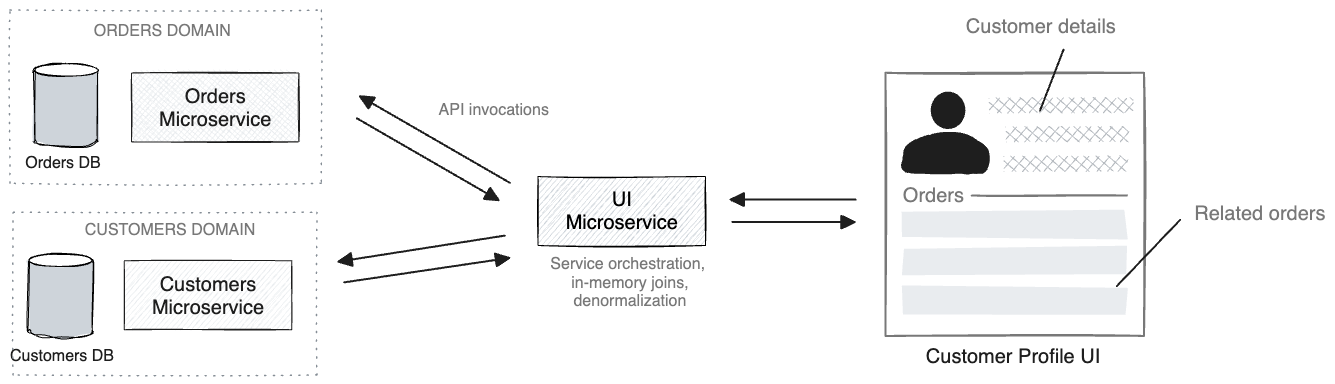 ORDERS DOMAIN
Orders
Microservice
Orders DB
CUSTOMERS DOMAIN
Customers
Microservice
Customers DB
API invocations
UI
Microservice
Service orchestration,
in-memory joins,
denormalization
Customer details
Orders
Related orders
Customer Profile UI